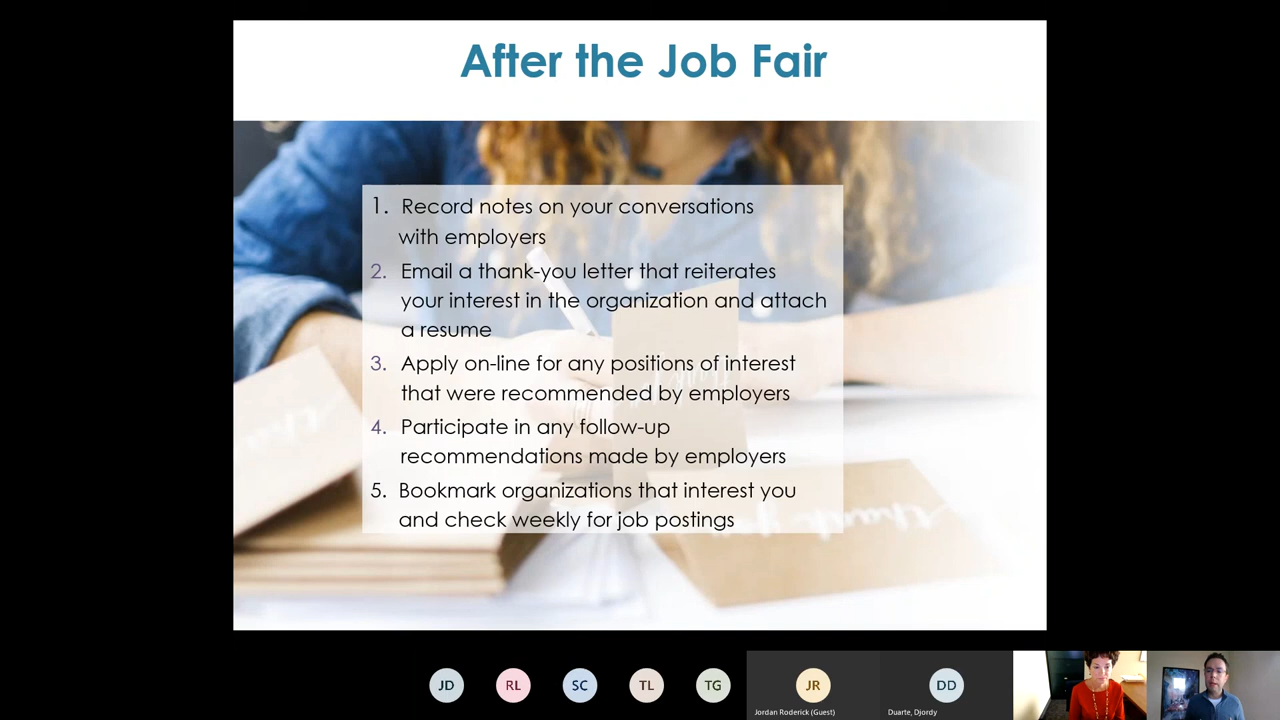 After the Job Fair
1. Record notes on your conversations
with employers
2. Email a thank-you letter that reiterates
your interest in the organization and attach
a resume
3. Apply on-line for any positions of interest
that were recommended by employers
4. Participate in any follow-up
recommendations made by employers
5. Bookmark organizations that interest you
and check weekly for job postings
thank you
JD RL SC TL TG JR DD
Jordan Roderick (Guest) Duarte, Djordy